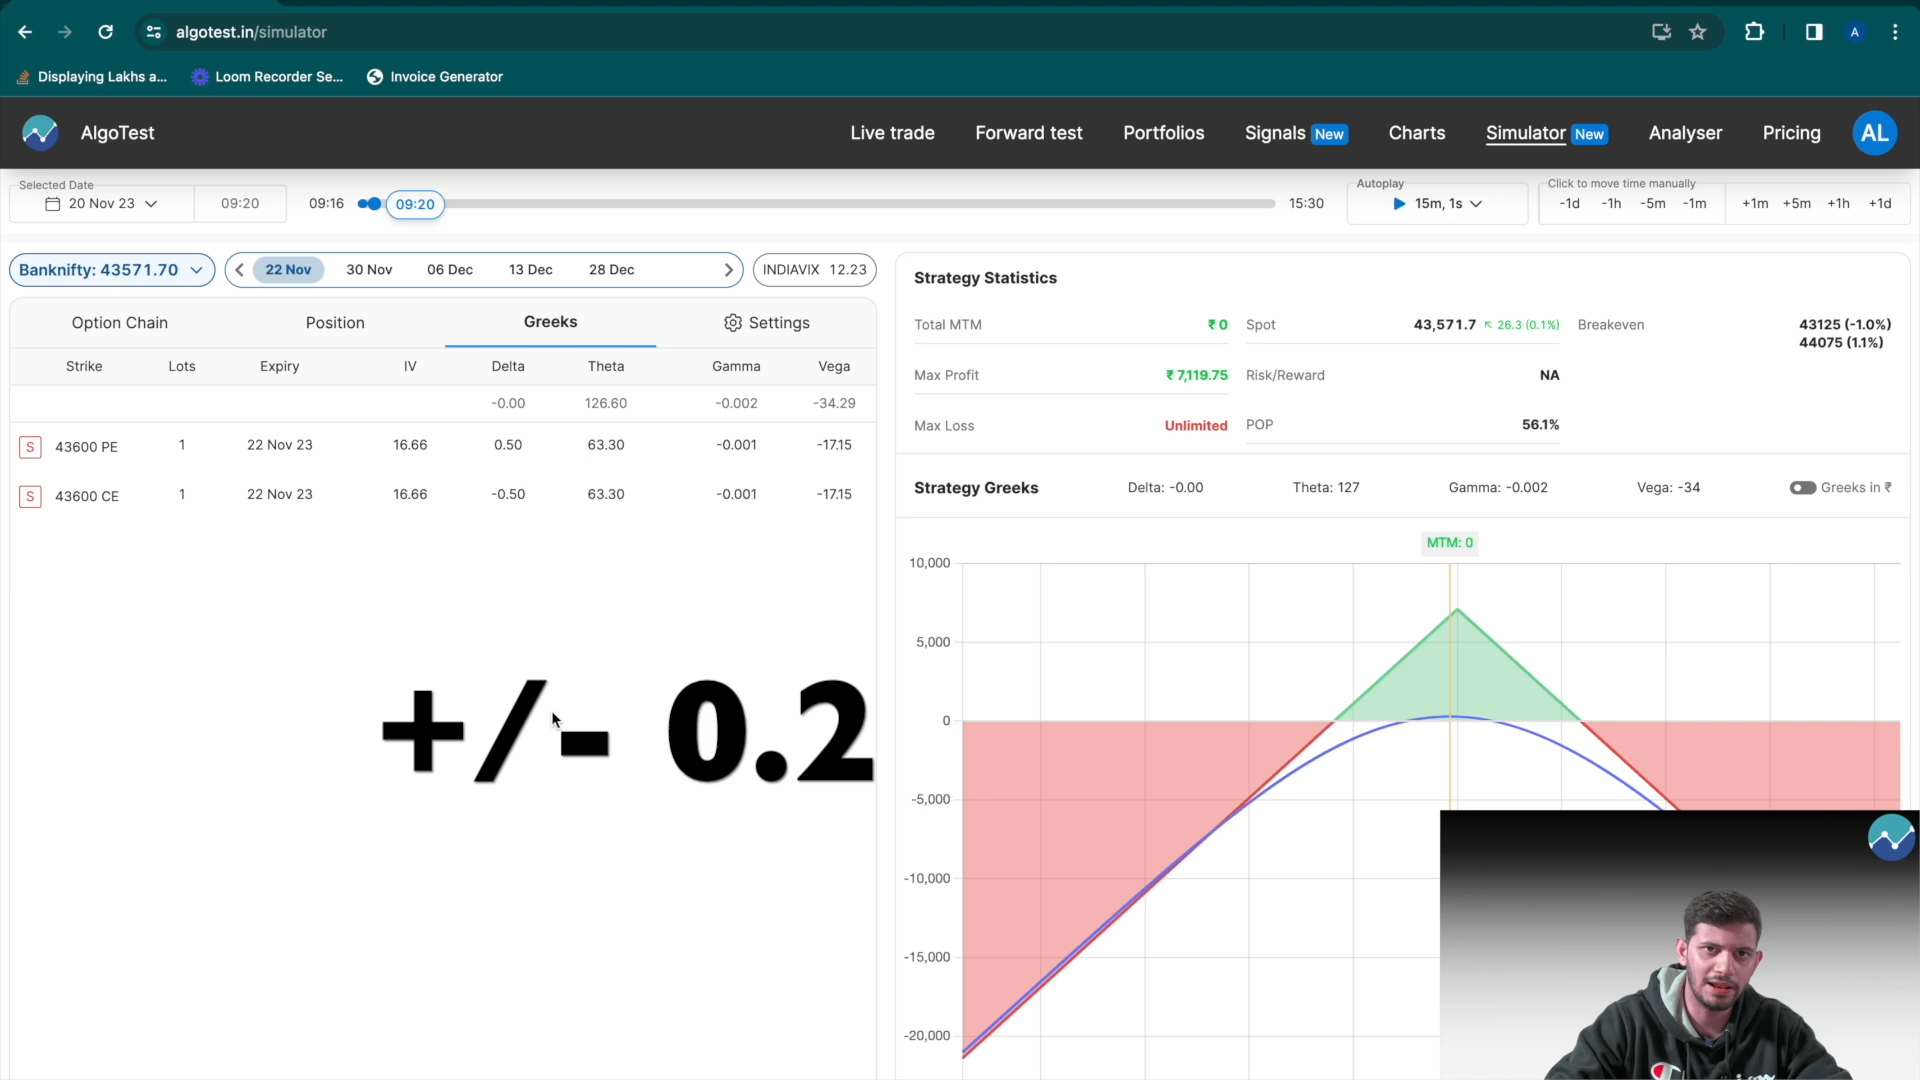 algotest.in/simulator
A
Displaying Lakhs a...
Loom Recorder Se...
Invoice Generator
AlgoTest
Live trade
Forward test
Portfolios
Signals New
Charts
Simulator New
Analyser
Pricing
AL
Selected Date
20 Nov 23
09:20
09:16
09:20
15:30
Autoplay
15m, 1s
Click to move time manually
-1d -1h -5m -1m +1m +5m +1h +1d
Banknifty: 43571.70
22 Nov 30 Nov 06 Dec 13 Dec 28 Dec
INDIAVIX 12.23
Option Chain Position Greeks Settings
Strike Lots Expiry IV Delta Theta Gamma Vega
-0.00 126.60 -0.002 -34.29
S 43600 PE 1 22 Nov 23 16.66 0.50 63.30 -0.001 -17.15
S 43600 CE 1 22 Nov 23 16.66 -0.50 63.30 -0.001 -17.15
+/- 0.2
Strategy Statistics
Total MTM ₹ 0 Spot 43,571.7 26.3 (0.1%) Breakeven 43125 (-1.0%)
44075 (1.1%)
Max Profit ₹ 7,119.75 Risk/Reward NA
Max Loss Unlimited POP 56.1%
Strategy Greeks Delta: -0.00 Theta: 127 Gamma: -0.002 Vega: -34 Greeks in ₹
MTM: 0
10,000
5,000
0
-5,000
-10,000
-15,000
-20,000